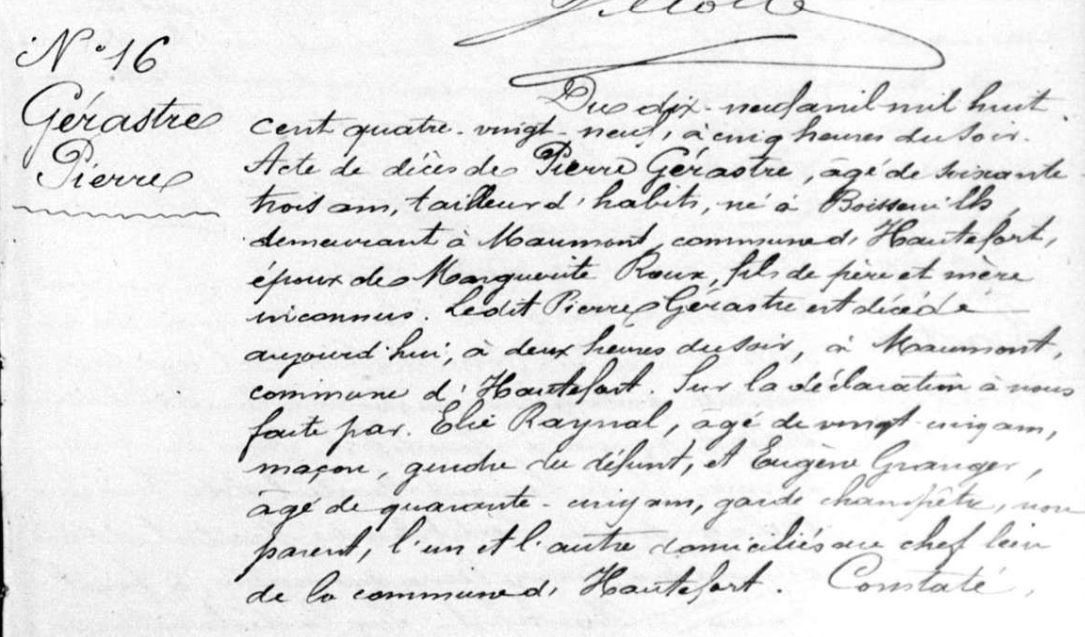 N° 16
Gérastre
Pierre
Du dix-neuf avril mil huit
cent quatre-vingt-neuf, à cinq heures du soir.
Acte de décès de Pierre Gérastre, âgé de soixante-
trois ans, tailleur d'habits, né à Boisseuilh,
demeurant à Maumont, commune d'Hautefort,
époux de Marguerite Roux, fils de père et mère
inconnus. Ledit Pierre Gérastre est décédé
aujourd'hui, à deux heures du soir, à Maumont,
commune d'Hautefort. Sur la déclaration à nous
faite par Elie Raynal, âgé de vingt-cinq ans,
maçon, gendre du défunt, et Eugène Granger,
âgé de quarante-cinq ans, garde champêtre, non
parent, l'un et l'autre domiciliés au chef lieu
de la commune d'Hautefort. Constaté,